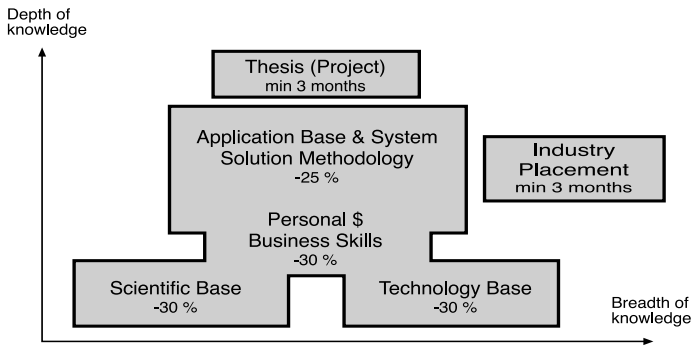 Depth of
knowledge
Thesis (Project)
min 3 months
Application Base & System
Solution Methodology
-25 %
Industry
Placement
min 3 months
Personal $
Business Skills
-30 %
Scientific Base
-30 %
Technology Base
-30 %
Breadth of
knowledge